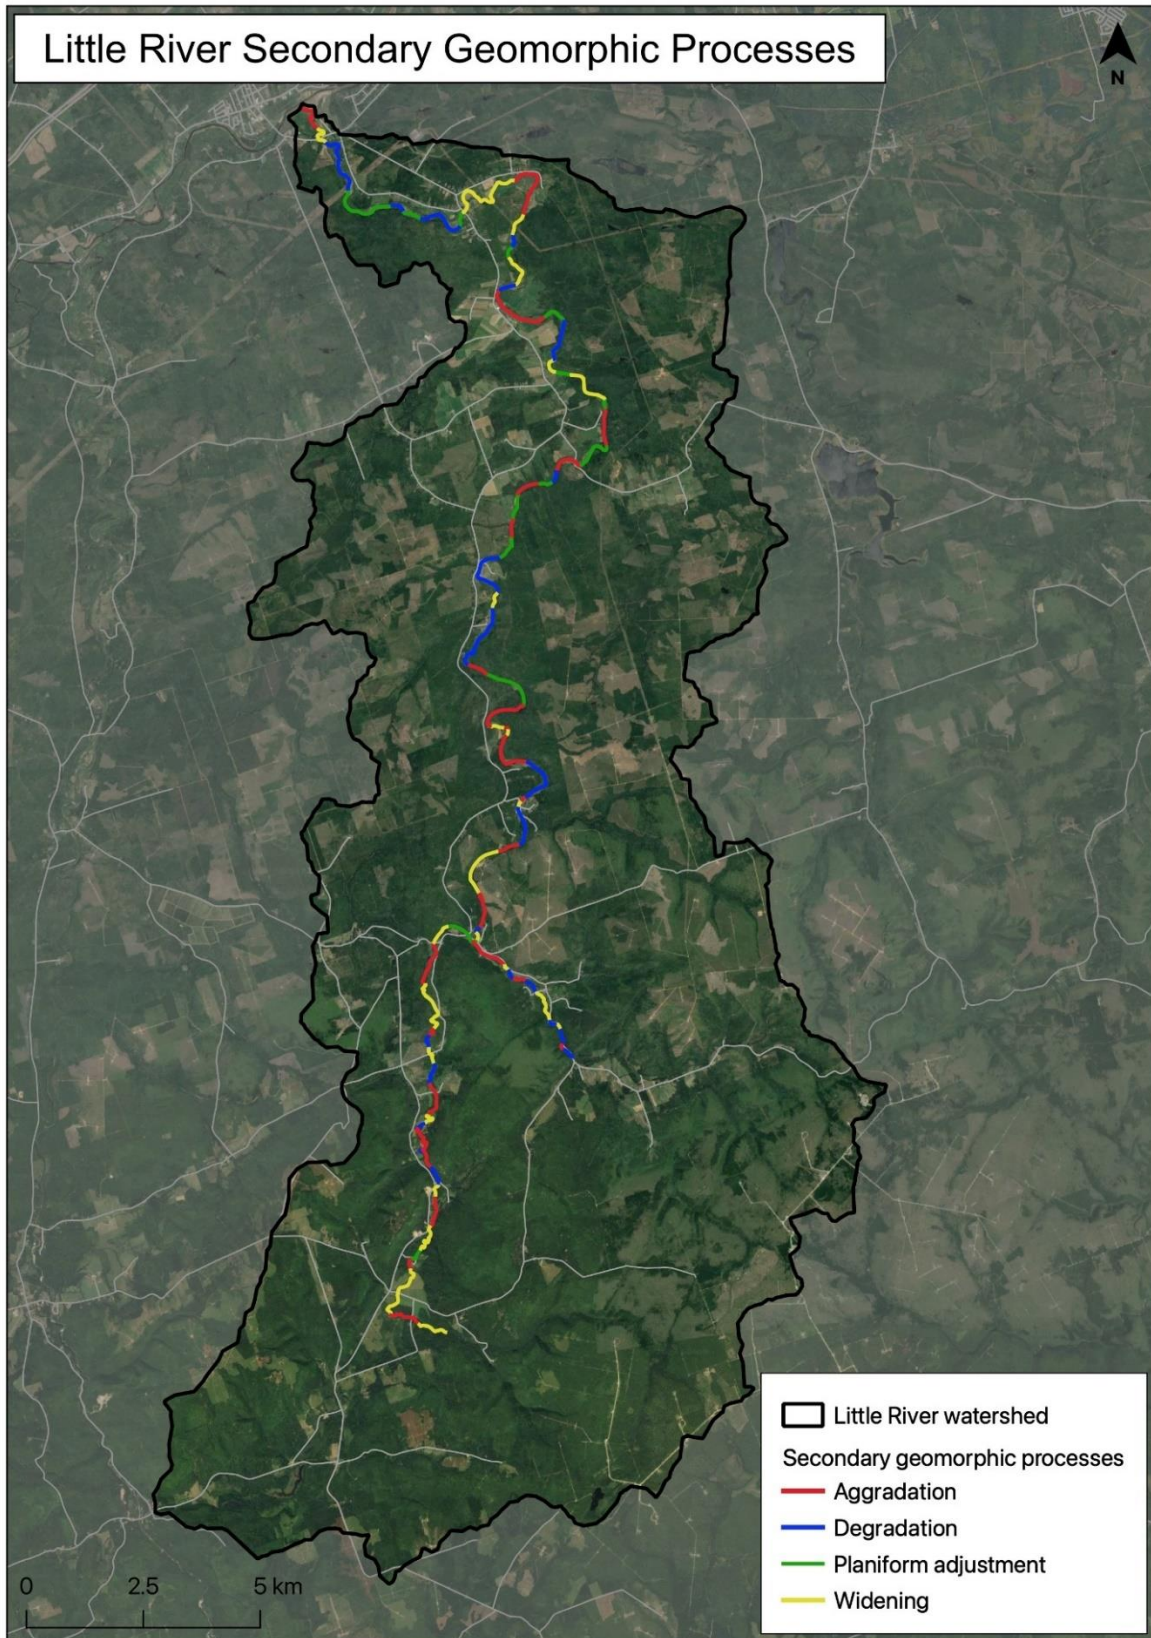 Little River Secondary Geomorphic Processes
N
Little River watershed
Secondary geomorphic processes
Aggradation
Degradation
Planiform adjustment
Widening
0 2.5 5 km